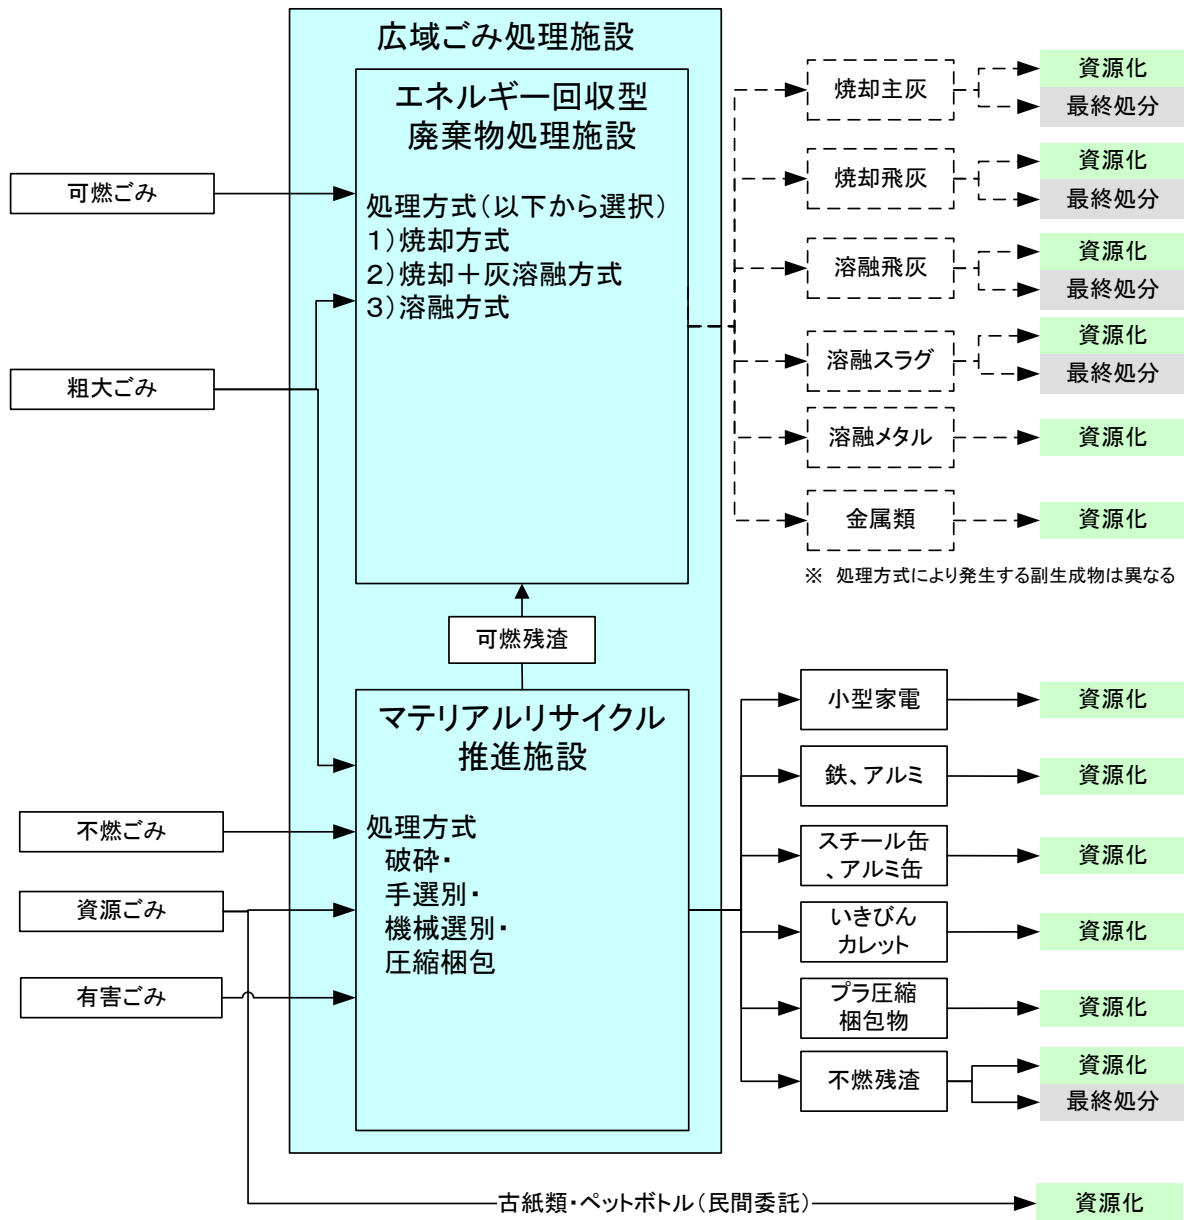 広域ごみ処理施設
エネルギー回収型
廃棄物処理施設
処理方式（以下から選択）
１）焼却方式
２）焼却＋灰溶融方式
３）溶融方式
可燃ごみ
粗大ごみ
不燃ごみ
資源ごみ
有害ごみ
可燃残渣
マテリアルリサイクル
推進施設
処理方式
破砕・
手選別・
機械選別・
圧縮梱包
焼却主灰
資源化
最終処分
焼却飛灰
資源化
最終処分
溶融飛灰
資源化
最終処分
溶融スラグ
資源化
最終処分
溶融メタル
資源化
金属類
資源化
※　処理方式により発生する副生成物は異なる
小型家電
資源化
鉄、アルミ
資源化
スチール缶
、アルミ缶
資源化
いきびん
カレット
資源化
プラ圧縮
梱包物
資源化
不燃残渣
資源化
最終処分
古紙類・ペットボトル（民間委託）
資源化